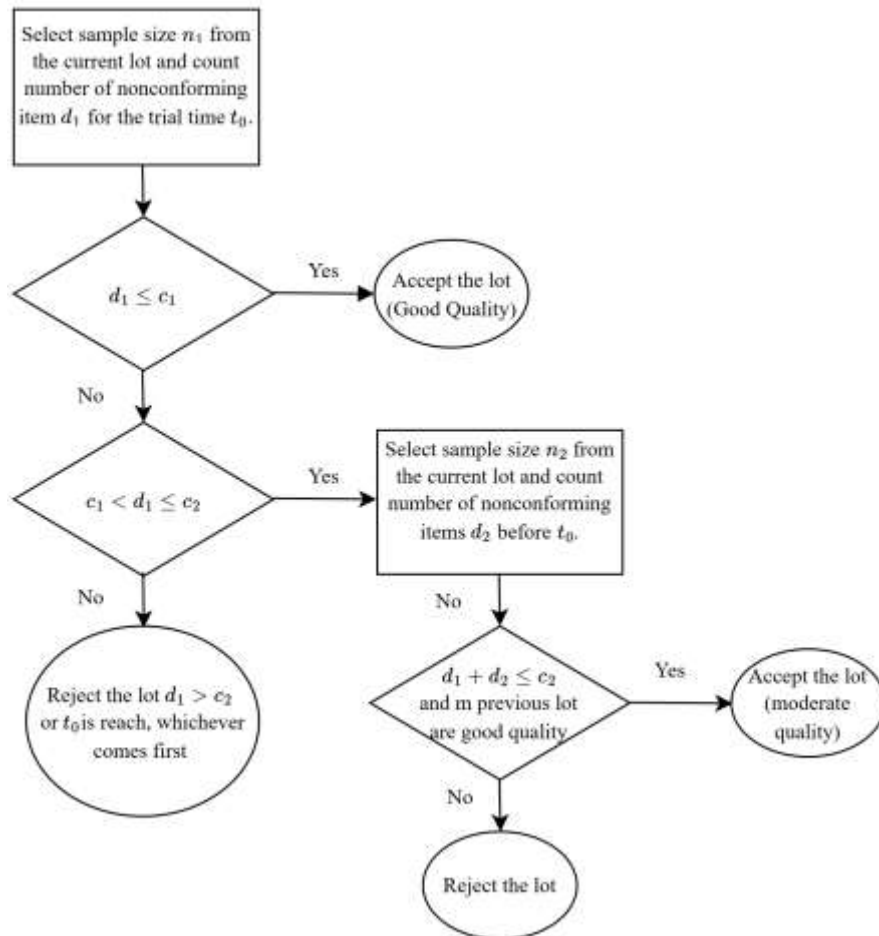 Select sample size n₁ from
the current lot and count
number of nonconforming
item d₁ for the trial time t₀.
d₁ ≤ c₁
Yes
Accept the lot
(Good Quality)
No
c₁ < d₁ ≤ c₂
Yes
Select sample size n₂ from
the current lot and count
number of nonconforming
items d₂ before t₀.
No
Reject the lot d₁ > c₂
or t₀ is reach, whichever
comes first
No
d₁ + d₂ ≤ c₂
and m previous lot
are good quality
Yes
Accept the lot
(moderate
quality)
No
Reject the lot